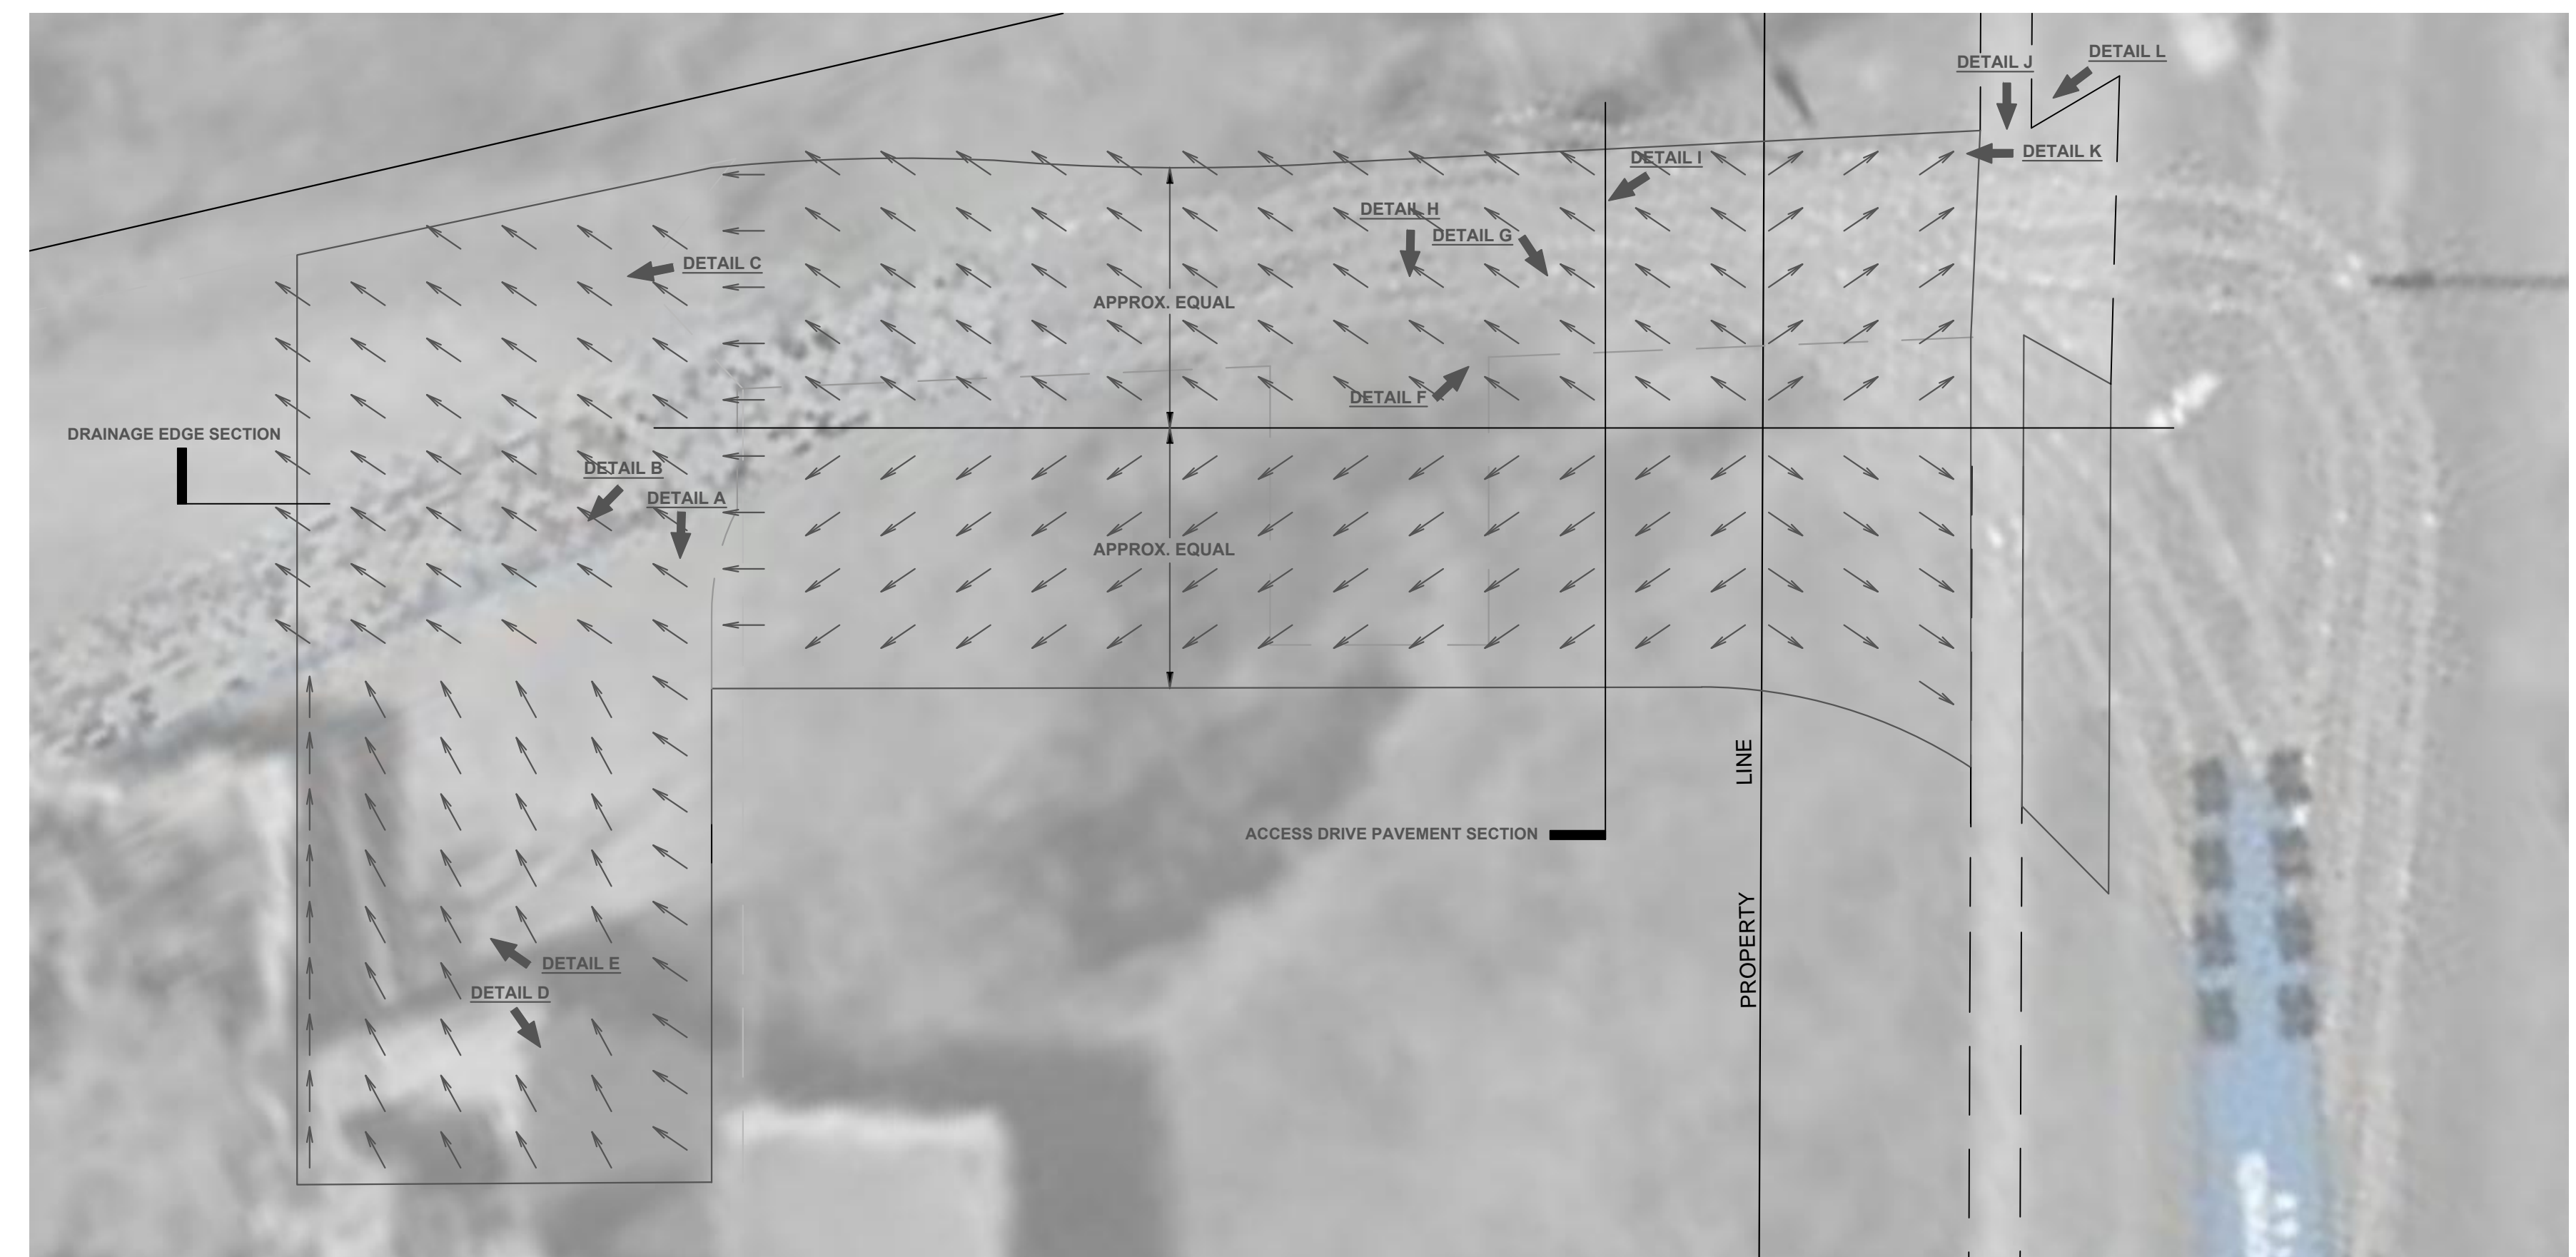 DETAIL L
DETAIL J
DETAIL K
DETAIL I
DETAIL H
DETAIL G
DETAIL C
APPROX. EQUAL
DETAIL F
DRAINAGE EDGE SECTION
DETAIL B
DETAIL A
APPROX. EQUAL
PROPERTY LINE
ACCESS DRIVE PAVEMENT SECTION
DETAIL E
DETAIL D